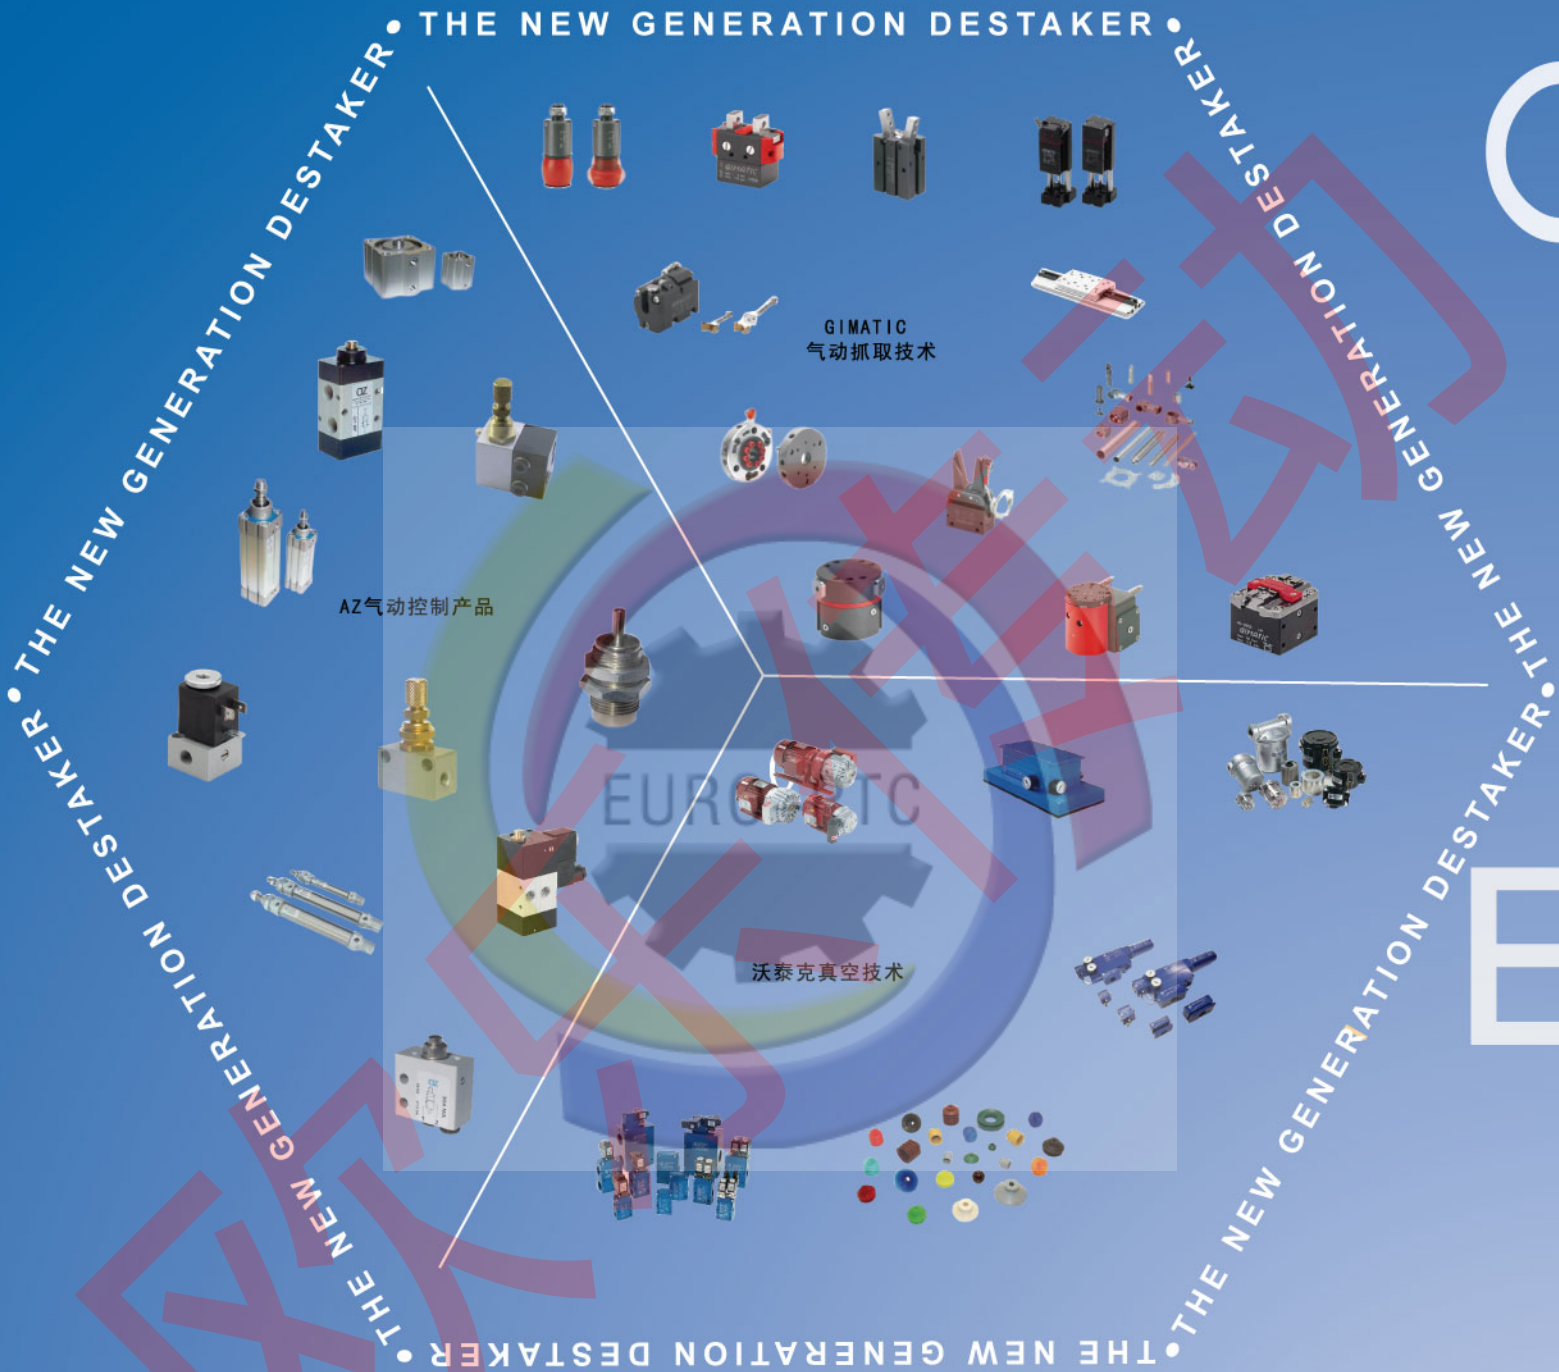 THE NEW GENERATION DESTAKER
THE NEW GENERATION DESTAKER
THE NEW GENERATION DESTAKER
GIMATIC
气动抓取技术
AZ气动控制产品
沃泰克真空技术
THE NEW GENERATION DESTAKER
THE NEW GENERATION DESTAKER
THE NEW GENERATION DESTAKER
E